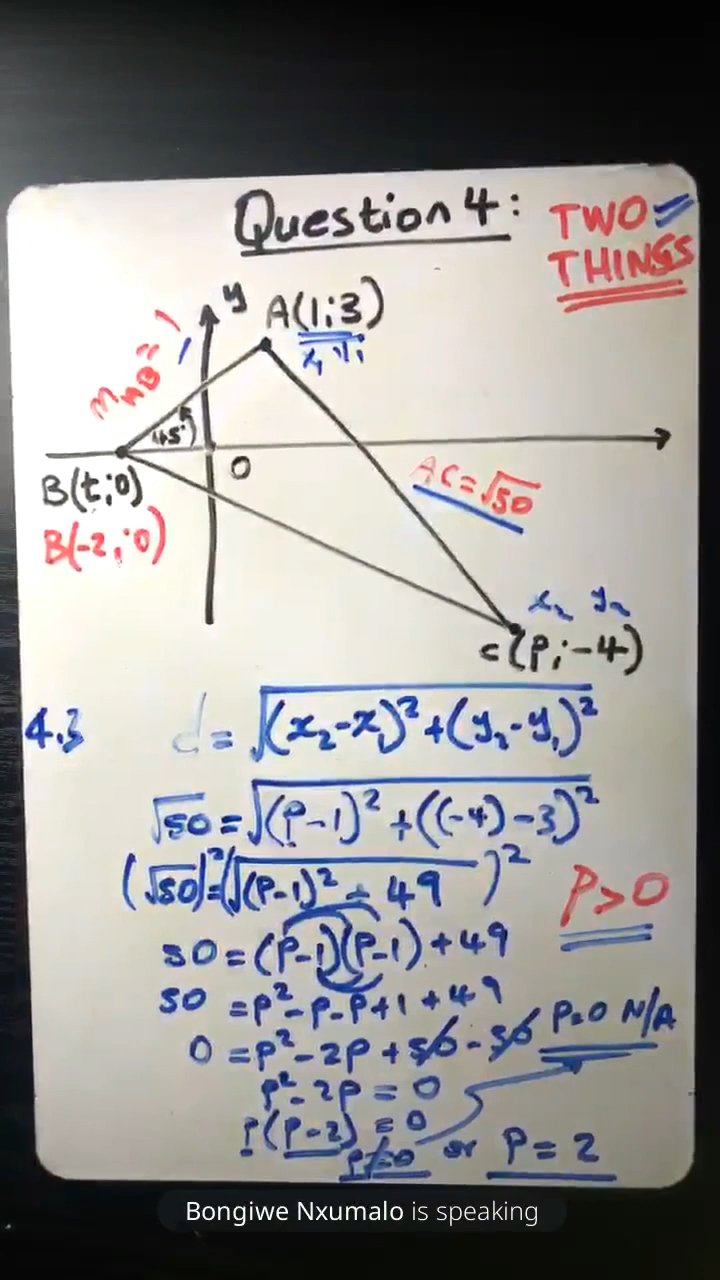 Question 4:
TWO
THINGS
y
A(1;3)
x₁ y₁
mAB = 1
45°
O
B(t;0)
B(-2;0)
AC=√50
x₂ y₂
C(P;-4)
4.3
d = √(x₂-x₁)²+(y₂-y₁)²
√50 = √(P-1)²+((-4)-3)²
(√50)²=(√(P-1)² + 49)²
P>0
50 = (P-1)(P-1)+49
50 = P²-P-P+1+49
0 = P²-2P+50-50
P=0 N/A
P²-2P = 0
P(P-2) = 0
P≠0 or P = 2
Bongiwe Nxumalo is speaking